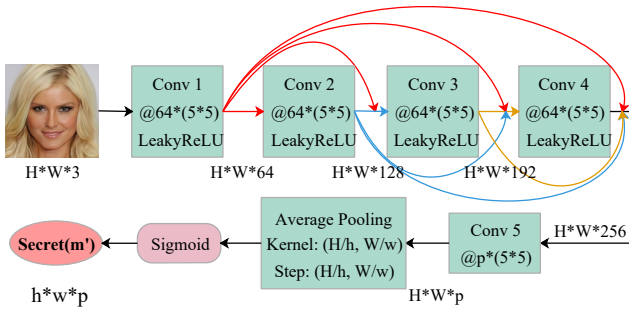 Conv 1
@64*(5*5)
LeakyReLU
Conv 2
@64*(5*5)
LeakyReLU
Conv 3
@64*(5*5)
LeakyReLU
Conv 4
@64*(5*5)
LeakyReLU
H*W*3
H*W*64
H*W*128
H*W*192
H*W*256
Conv 5
@p*(5*5)
H*W*p
Average Pooling
Kernel: (H/h, W/w)
Step: (H/h, W/w)
Sigmoid
Secret(m')
h*w*p